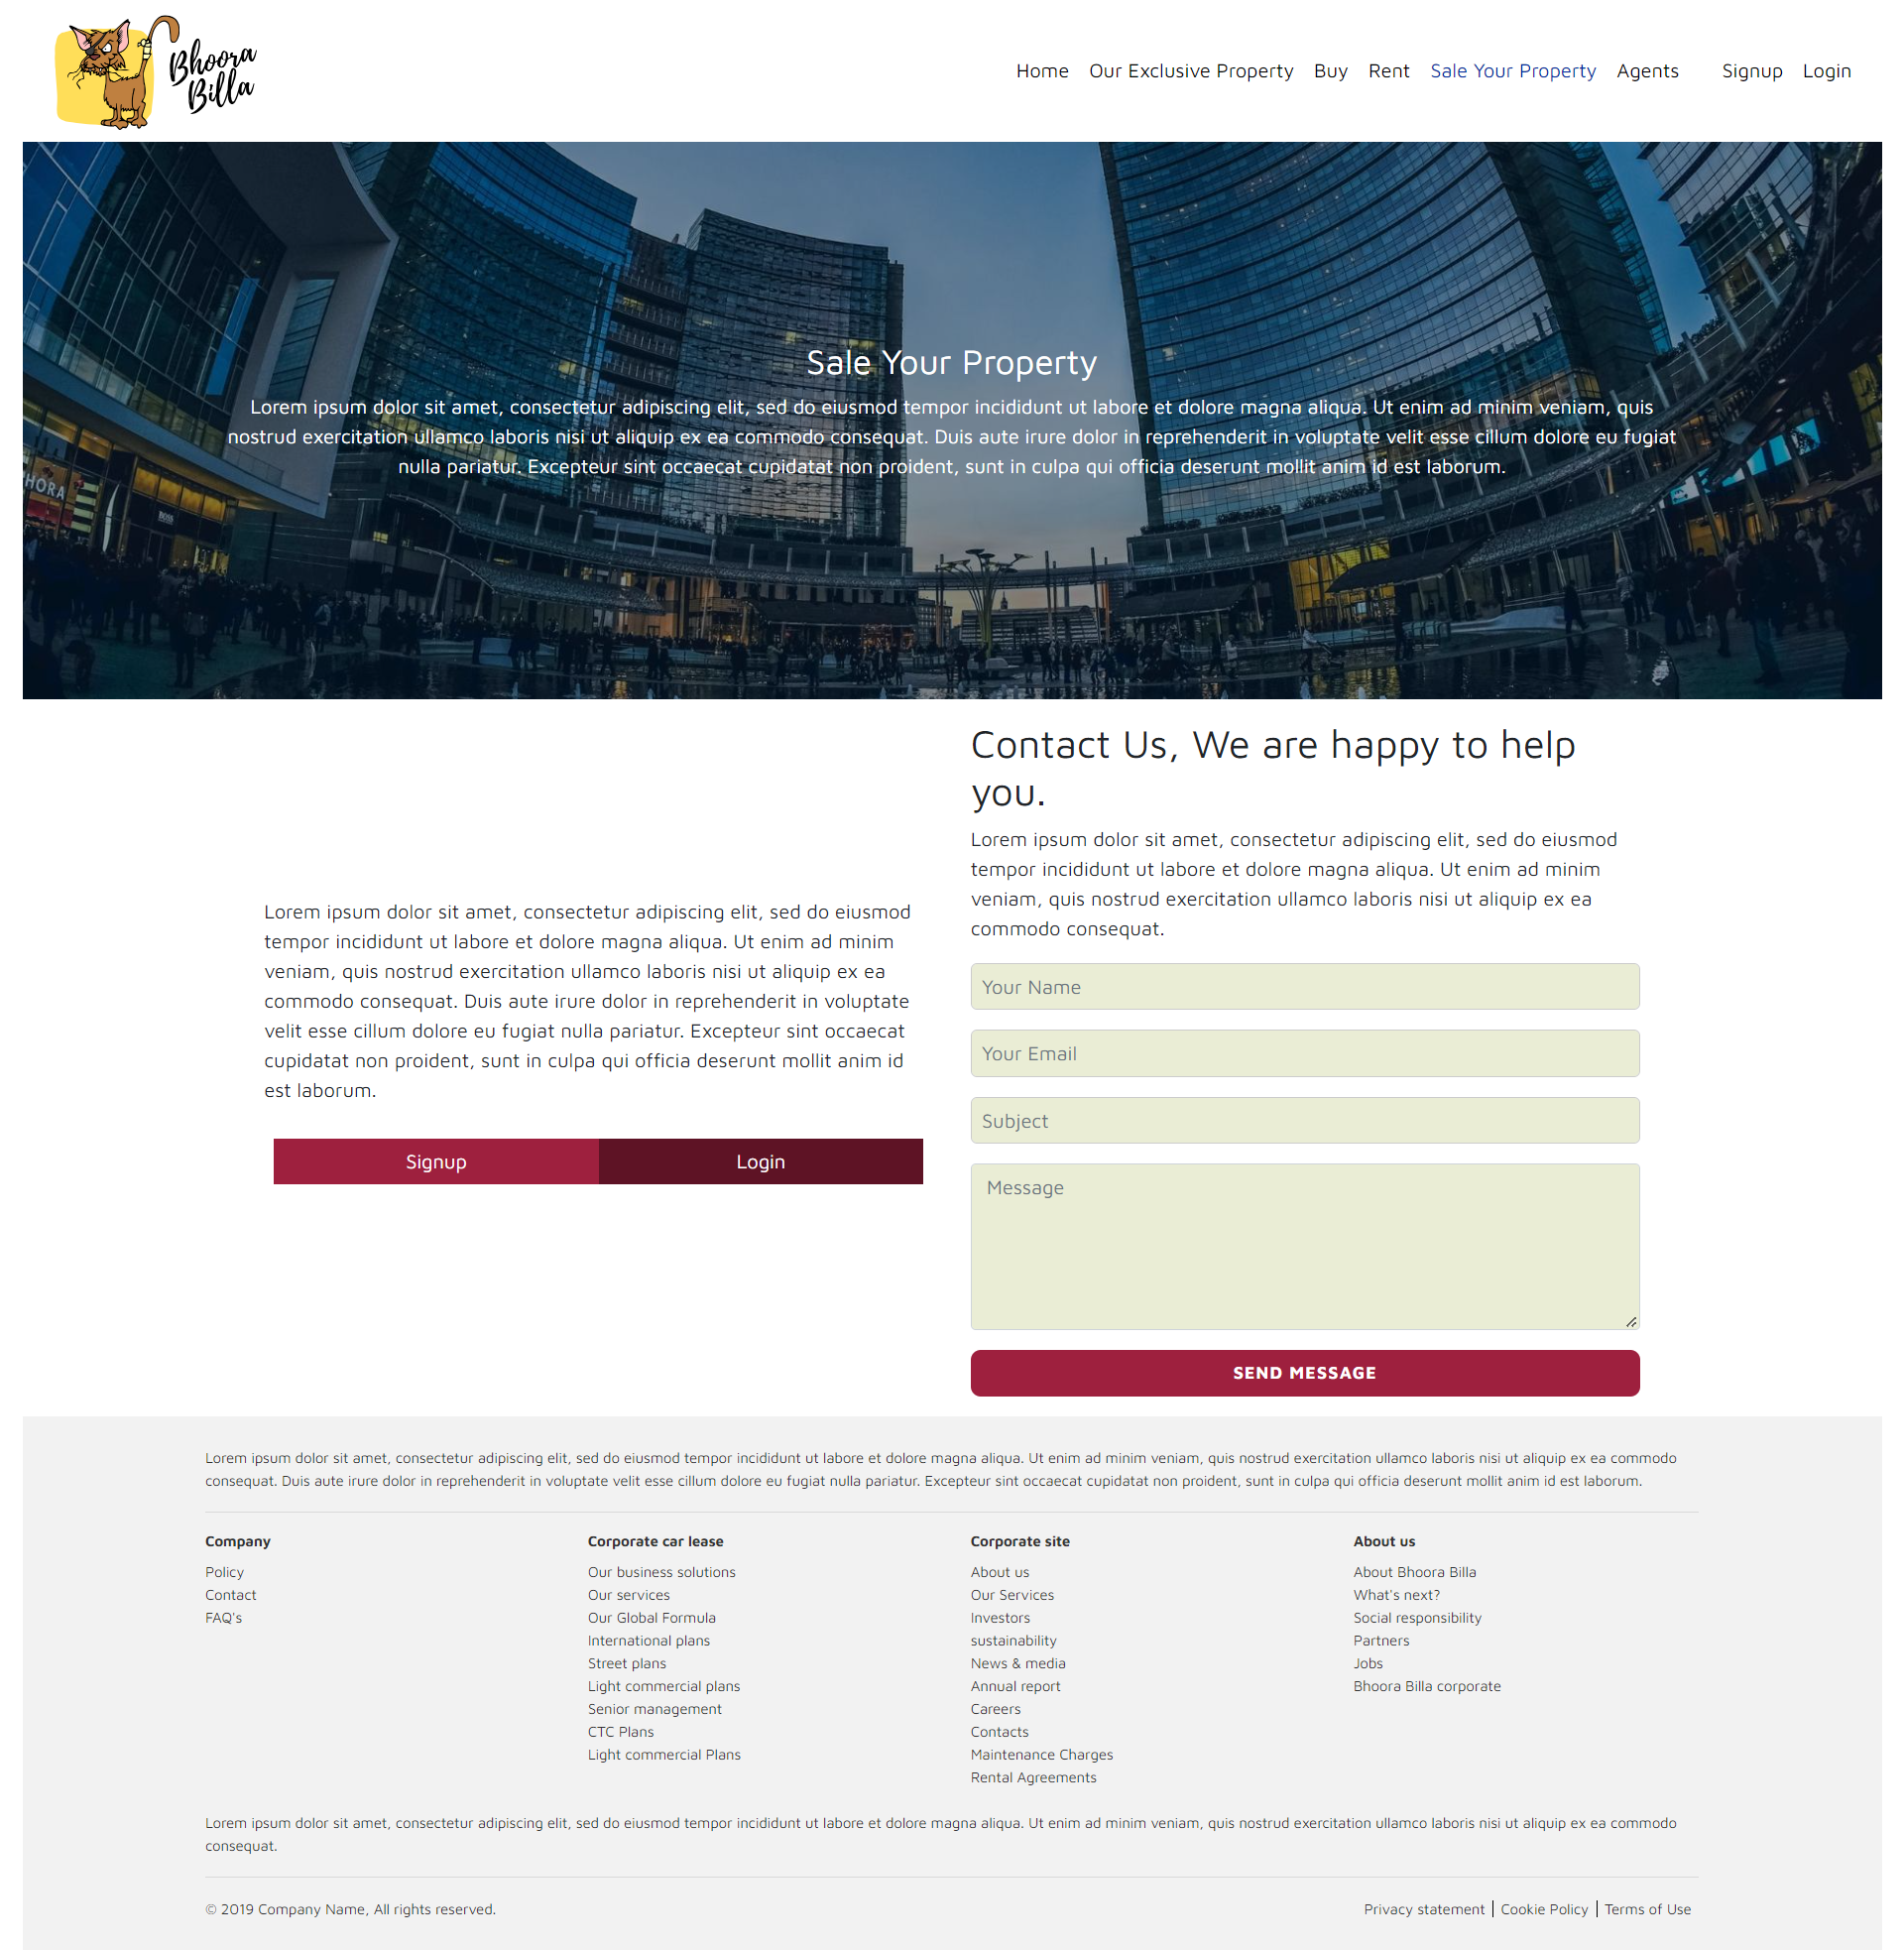 Bhoora
Billa
Home Our Exclusive Property Buy Rent Sale Your Property Agents Signup Login
Sale Your Property
Lorem ipsum dolor sit amet, consectetur adipiscing elit, sed do eiusmod tempor incididunt ut labore et dolore magna aliqua. Ut enim ad minim veniam, quis
nostrud exercitation ullamco laboris nisi ut aliquip ex ea commodo consequat. Duis aute irure dolor in reprehenderit in voluptate velit esse cillum dolore eu fugiat
nulla pariatur. Excepteur sint occaecat cupidatat non proident, sunt in culpa qui officia deserunt mollit anim id est laborum.
HORA
BOSS
Lorem ipsum dolor sit amet, consectetur adipiscing elit, sed do eiusmod
tempor incididunt ut labore et dolore magna aliqua. Ut enim ad minim
veniam, quis nostrud exercitation ullamco laboris nisi ut aliquip ex ea
commodo consequat. Duis aute irure dolor in reprehenderit in voluptate
velit esse cillum dolore eu fugiat nulla pariatur. Excepteur sint occaecat
cupidatat non proident, sunt in culpa qui officia deserunt mollit anim id
est laborum.
Signup Login
Contact Us, We are happy to help
you.
Lorem ipsum dolor sit amet, consectetur adipiscing elit, sed do eiusmod
tempor incididunt ut labore et dolore magna aliqua. Ut enim ad minim
veniam, quis nostrud exercitation ullamco laboris nisi ut aliquip ex ea
commodo consequat.
Your Name
Your Email
Subject
Message
SEND MESSAGE
Lorem ipsum dolor sit amet, consectetur adipiscing elit, sed do eiusmod tempor incididunt ut labore et dolore magna aliqua. Ut enim ad minim veniam, quis nostrud exercitation ullamco laboris nisi ut aliquip ex ea commodo
consequat. Duis aute irure dolor in reprehenderit in voluptate velit esse cillum dolore eu fugiat nulla pariatur. Excepteur sint occaecat cupidatat non proident, sunt in culpa qui officia deserunt mollit anim id est laborum.
Company
Policy
Contact
FAQ's
Corporate car lease
Our business solutions
Our services
Our Global Formula
International plans
Street plans
Light commercial plans
Senior management
CTC Plans
Light commercial Plans
Corporate site
About us
Our Services
Investors
sustainability
News & media
Annual report
Careers
Contacts
Maintenance Charges
Rental Agreements
About us
About Bhoora Billa
What's next?
Social responsibility
Partners
Jobs
Bhoora Billa corporate
Lorem ipsum dolor sit amet, consectetur adipiscing elit, sed do eiusmod tempor incididunt ut labore et dolore magna aliqua. Ut enim ad minim veniam, quis nostrud exercitation ullamco laboris nisi ut aliquip ex ea commodo
consequat.
© 2019 Company Name, All rights reserved.
Privacy statement | Cookie Policy | Terms of Use